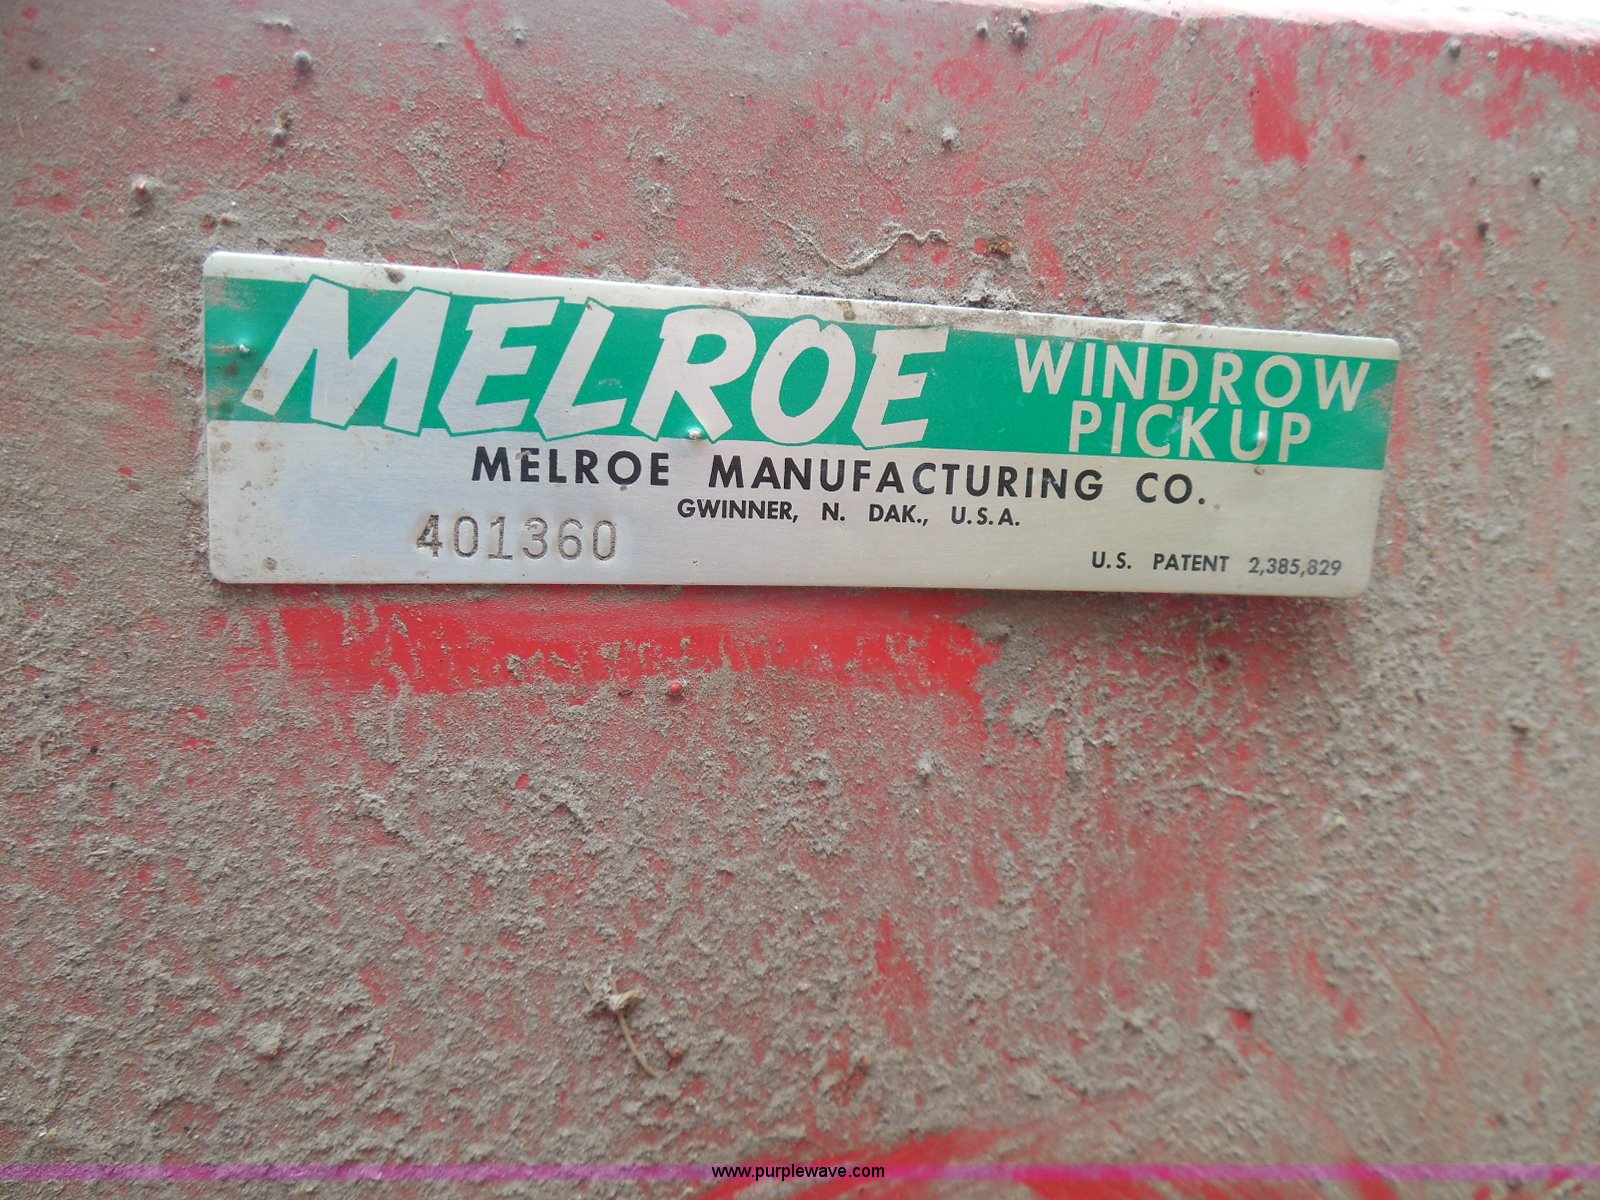 MELROE WINDROW
PICKUP
MELROE MANUFACTURING CO.
GWINNER, N. DAK., U.S.A.
401360
U.S. PATENT 2,385,829
www.purplewave.com